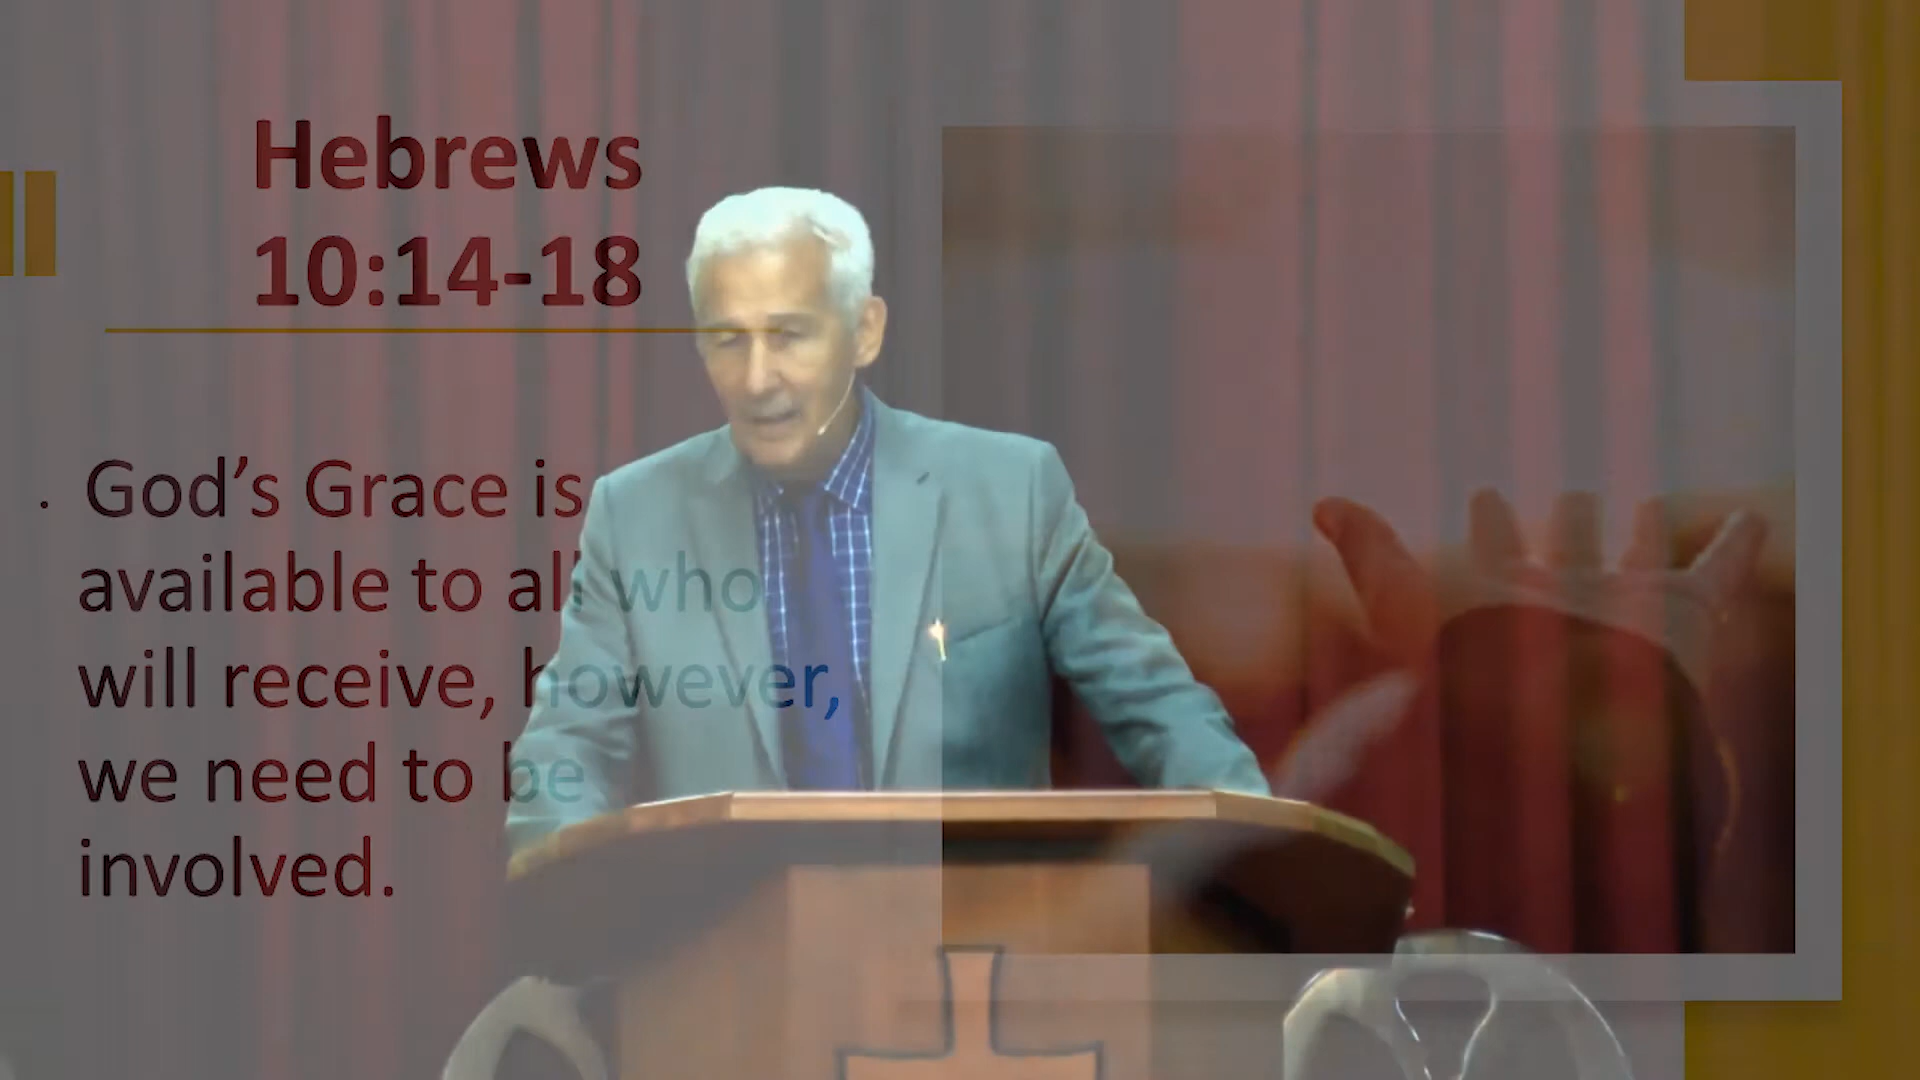 Hebrews
10:14-18
God’s Grace is
available to all who
will receive, however,
we need to be
involved.